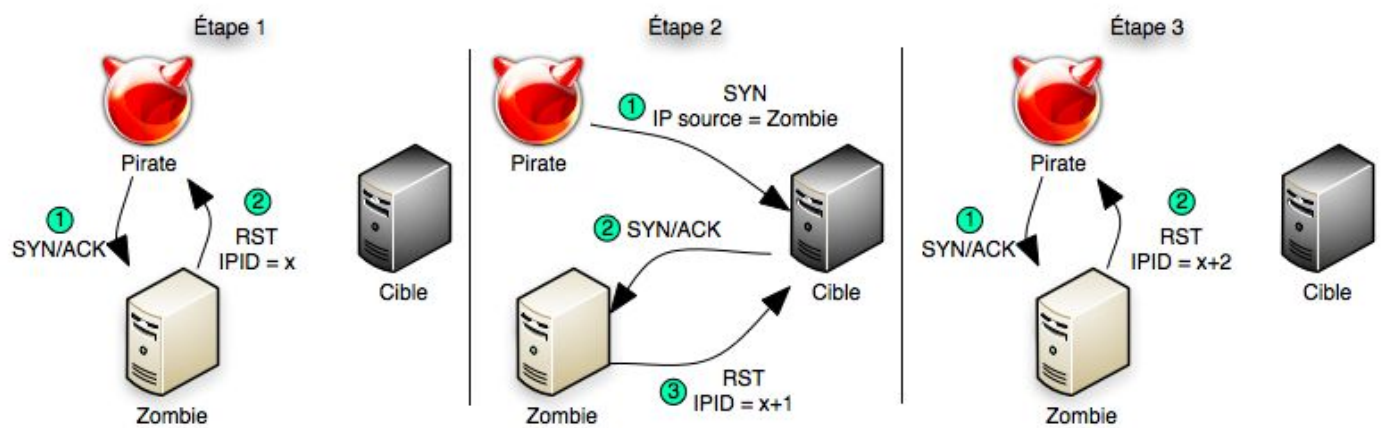 Étape 1
Pirate
1
SYN/ACK
2
RST
IPID = x
Cible
Zombie
Étape 2
Pirate
1
SYN
IP source = Zombie
2 SYN/ACK
Cible
3
RST
IPID = x+1
Zombie
Étape 3
Pirate
1
SYN/ACK
2
RST
IPID = x+2
Cible
Zombie